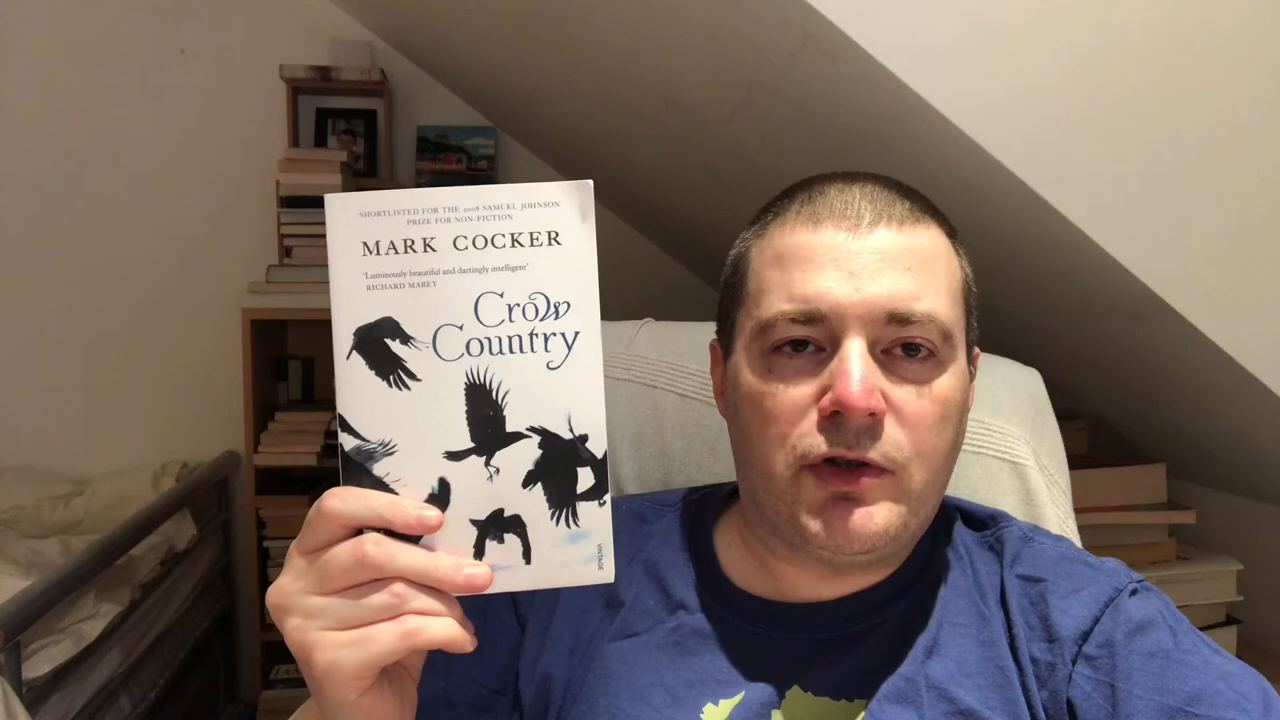 SHORTLISTED FOR THE 2008 SAMUEL JOHNSON
PRIZE FOR NON-FICTION
MARK COCKER
'Luminously beautiful and dartingly intelligent'
RICHARD MABEY
Crow
Country
VINTAGE